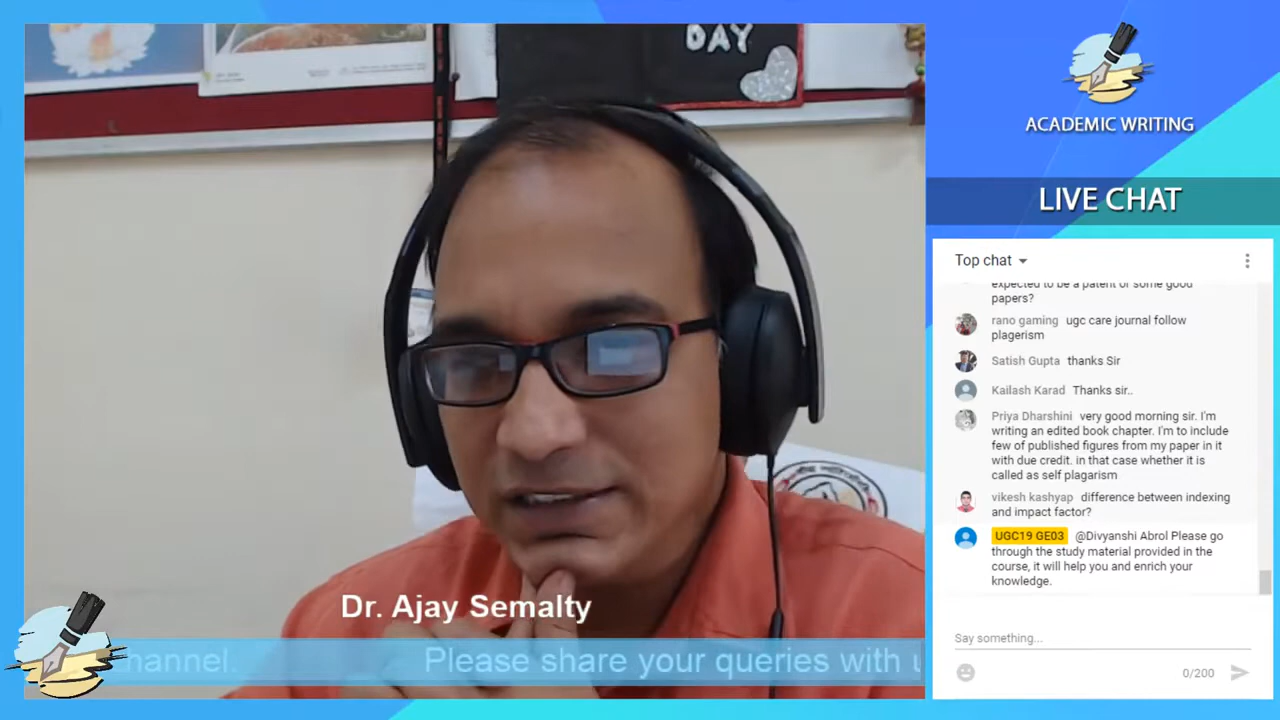 DAY
Dr. Ajay Semalty
hannel. Please share your queries with u
ACADEMIC WRITING
LIVE CHAT
Top chat
expected to be a patent or some good
papers?
rano gaming ugc care journal follow
plagerism
Satish Gupta thanks Sir
Kailash Karad Thanks sir..
Priya Dharshini very good morning sir. I'm
writing an edited book chapter. I'm to include
few of published figures from my paper in it
with due credit. in that case whether it is
called as self plagarism
vikesh kashyap difference between indexing
and impact factor?
UGC19 GE03 @Divyanshi Abrol Please go
through the study material provided in the
course, it will help you and enrich your
knowledge.
Say something...
0/200